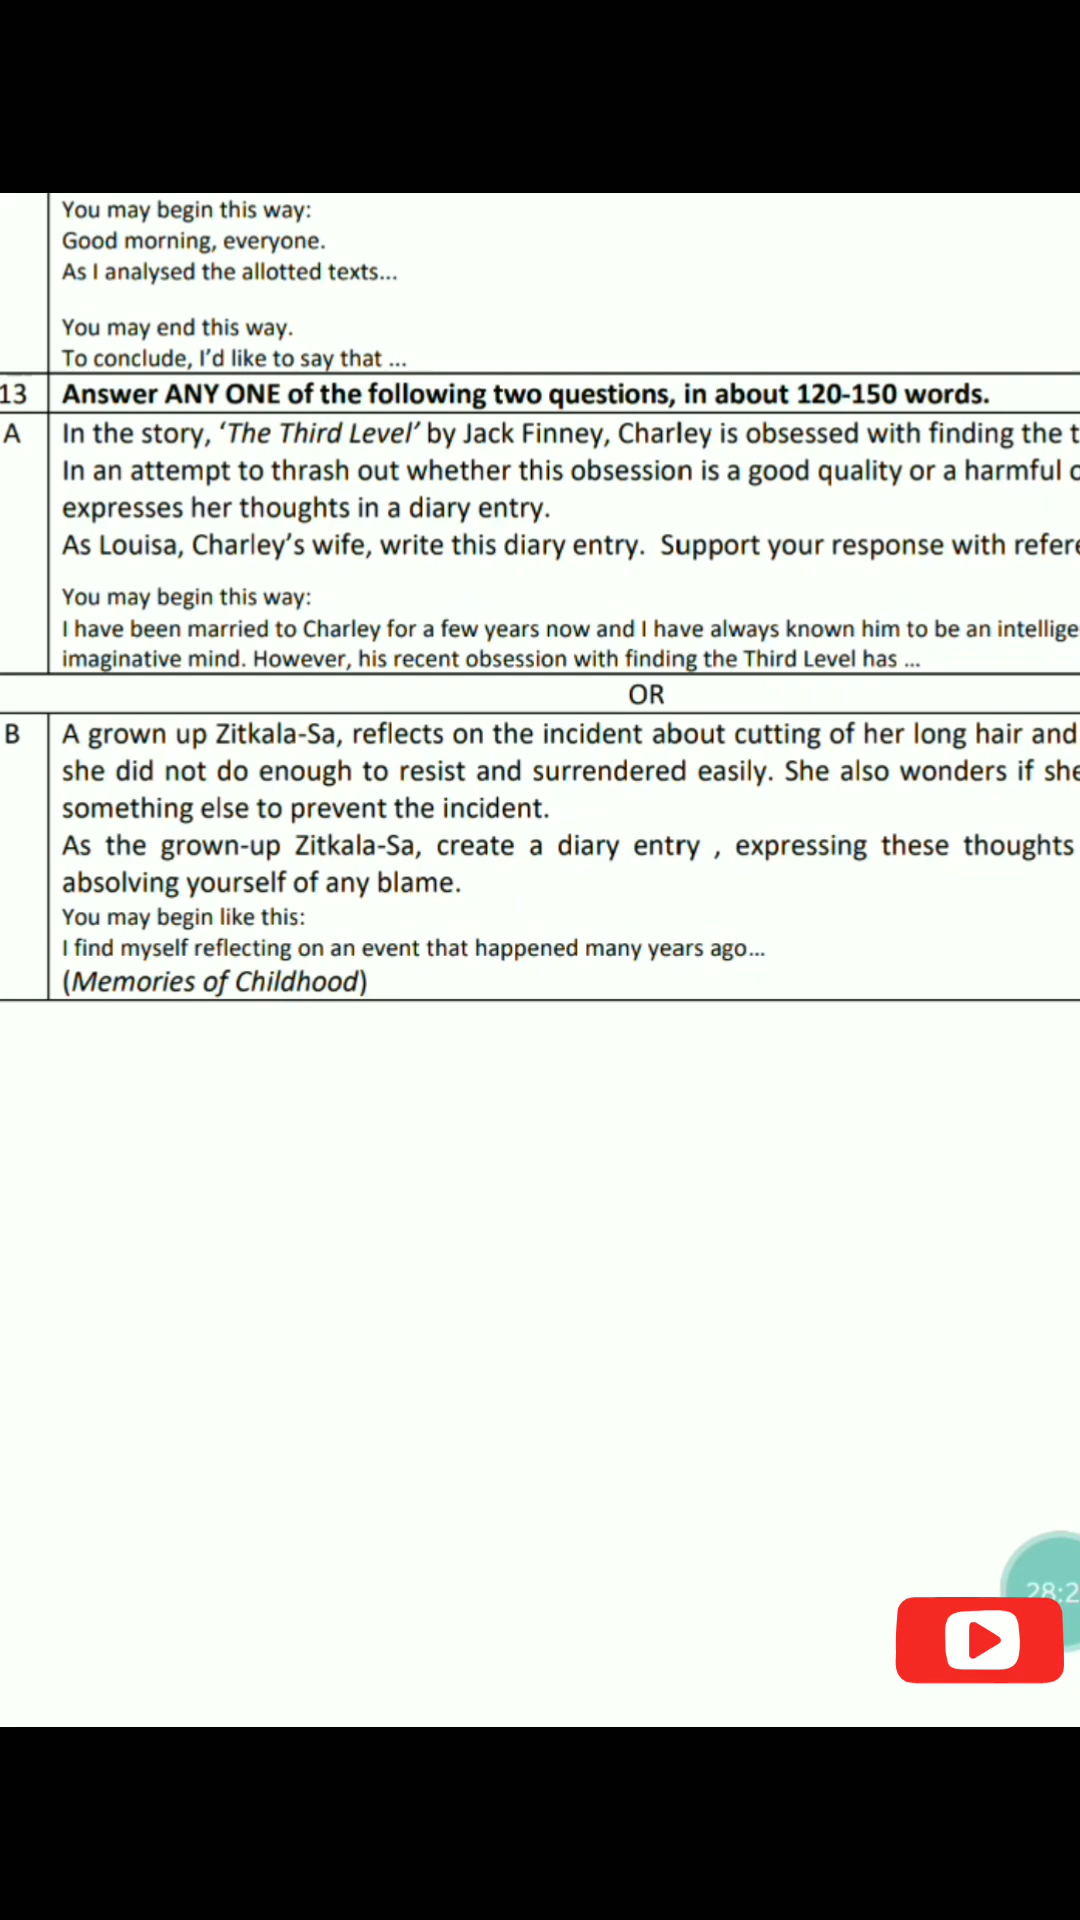 You may begin this way:
Good morning, everyone.
As I analysed the allotted texts...
You may end this way.
To conclude, I'd like to say that ...
13 Answer ANY ONE of the following two questions, in about 120-150 words.
A In the story, ‘The Third Level’ by Jack Finney, Charley is obsessed with finding the
In an attempt to thrash out whether this obsession is a good quality or a harmful
expresses her thoughts in a diary entry.
As Louisa, Charley’s wife, write this diary entry. Support your response with
You may begin this way:
I have been married to Charley for a few years now and I have always known him to be an
imaginative mind. However, his recent obsession with finding the Third Level has ...
OR
B A grown up Zitkala-Sa, reflects on the incident about cutting of her long hair and
she did not do enough to resist and surrendered easily. She also wonders if
something else to prevent the incident.
As the grown-up Zitkala-Sa, create a diary entry , expressing these thoughts
absolving yourself of any blame.
You may begin like this:
I find myself reflecting on an event that happened many years ago...
(Memories of Childhood)